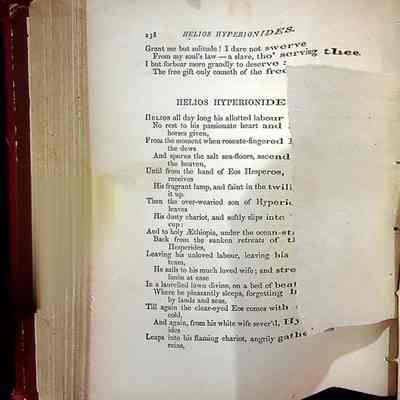 238 HELIOS HYPERIONIDES.
Grant me but solitude! I dare not swerve
From my soul's law—a slave, tho' serving thee.
I but forbear more grandly to deserve
The free gift only cometh of the free
HELIOS HYPERIONIDE
HELIOS all day long his allotted labour
No rest to his passionate heart and
horses given,
From the moment when roseate-fingered
the dews
And spares the salt sea-floors, ascend
the heaven,
Until from the hand of Eos Hesperos,
receives
His fragrant lamp, and faint in the twili
it up.
Then the over-wearied son of Hyperio
leaves
His dusty chariot, and softly slips into
cup:
And to holy Æthiopia, under the ocean-st
Back from the sunken retreats of t
Hesperides,
Leaving his unloved labour, leaving his
team,
He sails to his much loved wife; and stre
limbs at ease
In a laurelled lawn divine, on a bed of beat
Where he pleasantly sleeps, forgetting
by lands and seas,
Till again the clear-eyed Eos comes with
cold,
And again, from his white wife sever'd, Hy
ides
Leaps into his flaming chariot, angrily gathe
reins,